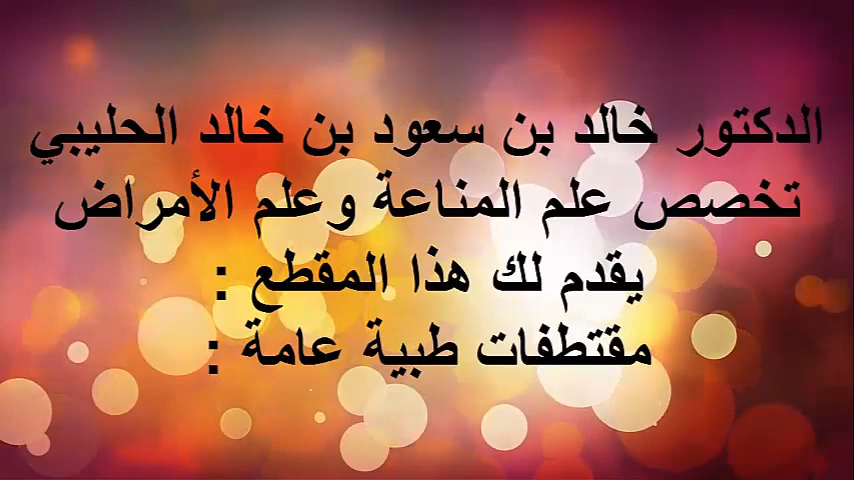 الدكتور خالد بن سعود بن خالد الحليبي
تخصص علم المناعة وعلم الأمراض
يقدم لك هذا المقطع :
مقتطفات طبية عامة :